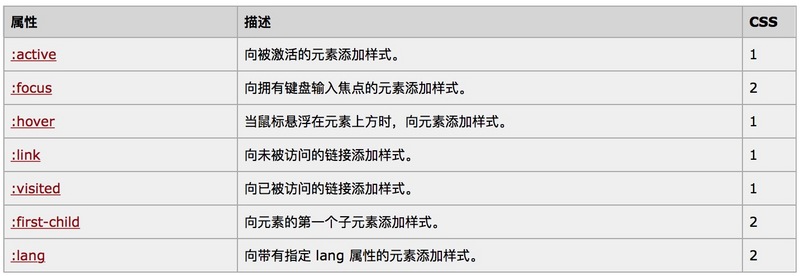 属性 描述 CSS
:active 向被激活的元素添加样式。 1
:focus 向拥有键盘输入焦点的元素添加样式。 2
:hover 当鼠标悬浮在元素上方时，向元素添加样式。 1
:link 向未被访问的链接添加样式。 1
:visited 向已被访问的链接添加样式。 1
:first-child 向元素的第一个子元素添加样式。 2
:lang 向带有指定 lang 属性的元素添加样式。 2